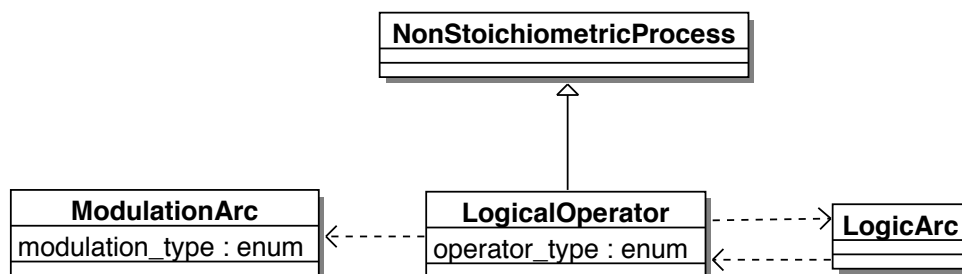 NonStoichiometricProcess
ModulationArc
modulation_type : enum
LogicalOperator
operator_type : enum
LogicArc